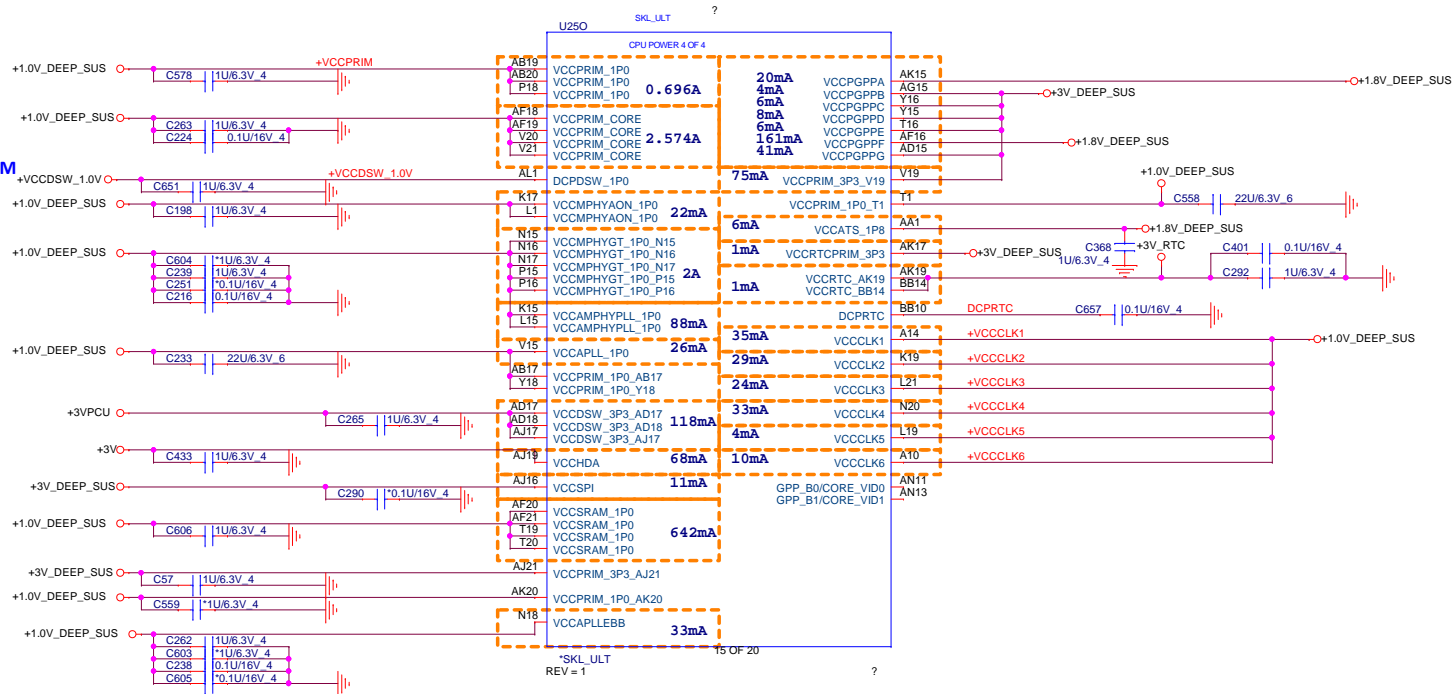 ?
SKL_ULT
U25O
CPU POWER 4 OF 4
+1.0V_DEEP_SUS
+VCCPRIM
C578 1U/6.3V_4
AB19 VCCPRIM_1P0
AB20 VCCPRIM_1P0
P18 VCCPRIM_1P0
0.696A
+1.0V_DEEP_SUS
C263 1U/6.3V_4
C224 0.1U/16V_4
AF18 VCCPRIM_CORE
AF19 VCCPRIM_CORE
V20 VCCPRIM_CORE
V21 VCCPRIM_CORE
2.574A
M
+VCCDSW_1.0V
+VCCDSW_1.0V
C651 1U/6.3V_4
AL1 DCPDSW_1P0
+1.0V_DEEP_SUS
C198 1U/6.3V_4
K17 VCCMPHYAON_1P0
L1 VCCMPHYAON_1P0
22mA
+1.0V_DEEP_SUS
C604 *1U/6.3V_4
C239 1U/6.3V_4
C251 *0.1U/16V_4
C216 0.1U/16V_4
N15 VCCMPHYGT_1P0_N15
N16 VCCMPHYGT_1P0_N16
N17 VCCMPHYGT_1P0_N17
P15 VCCMPHYGT_1P0_P15
P16 VCCMPHYGT_1P0_P16
2A
K15 VCCAMPHYPLL_1P0
L15 VCCAMPHYPLL_1P0
88mA
+1.0V_DEEP_SUS
C233 22U/6.3V_6
V15 VCCAPLL_1P0
26mA
AB17 VCCPRIM_1P0_AB17
Y18 VCCPRIM_1P0_Y18
+3VPCU
C265 1U/6.3V_4
AD17 VCCDSW_3P3_AD17
AD18 VCCDSW_3P3_AD18
AJ17 VCCDSW_3P3_AJ17
118mA
+3V
C433 1U/6.3V_4
AJ19 VCCHDA
68mA
+3V_DEEP_SUS
C290 *0.1U/16V_4
AJ16 VCCSPI
11mA
+1.0V_DEEP_SUS
C606 1U/6.3V_4
AF20 VCCSRAM_1P0
AF21 VCCSRAM_1P0
T19 VCCSRAM_1P0
T20 VCCSRAM_1P0
642mA
+3V_DEEP_SUS
C57 1U/6.3V_4
AJ21 VCCPRIM_3P3_AJ21
+1.0V_DEEP_SUS
C559 *1U/6.3V_4
AK20 VCCPRIM_1P0_AK20
+1.0V_DEEP_SUS
C262 1U/6.3V_4
C603 *1U/6.3V_4
C238 0.1U/16V_4
C605 *0.1U/16V_4
N18 VCCAPLLEBB
33mA
20mA VCCPGPPA AK15
4mA VCCPGPPB AG15
6mA VCCPGPPC Y16
8mA VCCPGPPD Y15
6mA VCCPGPPE T16
161mA VCCPGPPF AF16
41mA VCCPGPPG AD15
+1.8V_DEEP_SUS
+3V_DEEP_SUS
+1.8V_DEEP_SUS
75mA VCCPRIM_3P3_V19 V19
VCCPRIM_1P0_T1 T1
+1.0V_DEEP_SUS
C558 22U/6.3V_6
6mA VCCATS_1P8 AA1
+1.8V_DEEP_SUS
C368
1U/6.3V_4
1mA VCCRTCPRIM_3P3 AK17
+3V_DEEP_SUS
+3V_RTC
C401 0.1U/16V_4
C292 1U/6.3V_4
1mA VCCRTC_AK19 AK19
VCCRTC_BB14 BB14
DCPRTC BB10
DCPRTC
C657 0.1U/16V_4
35mA VCCCLK1 A14 +VCCCLK1
+1.0V_DEEP_SUS
29mA VCCCLK2 K19 +VCCCLK2
24mA VCCCLK3 L21 +VCCCLK3
33mA VCCCLK4 N20 +VCCCLK4
4mA VCCCLK5 L19 +VCCCLK5
10mA VCCCLK6 A10 +VCCCLK6
GPP_B0/CORE_VID0 AN11
GPP_B1/CORE_VID1 AN13
15 OF 20
*SKL_ULT
REV = 1
?